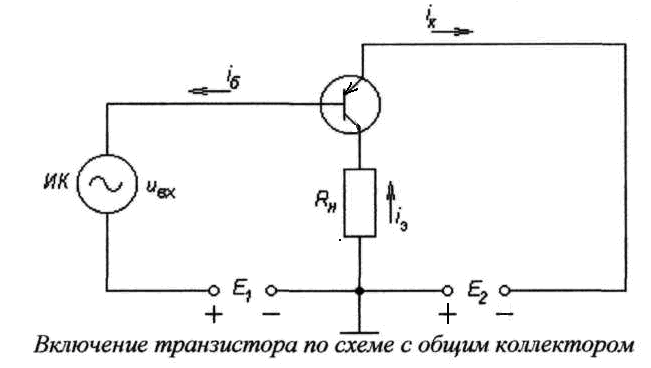 iк
iб
ИК
uвх
Rн
iэ
E1
E2
+ − + −
Включение транзистора по схеме с общим коллектором